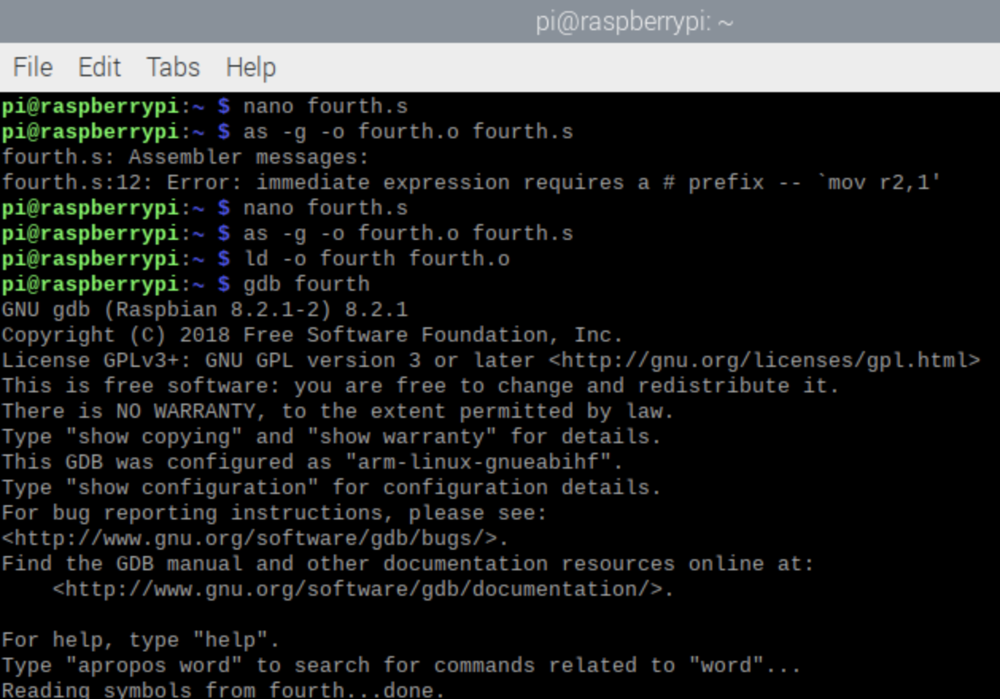 pi@raspberrypi: ~
File Edit Tabs Help
pi@raspberrypi:~ $ nano fourth.s
pi@raspberrypi:~ $ as -g -o fourth.o fourth.s
fourth.s: Assembler messages:
fourth.s:12: Error: immediate expression requires a # prefix -- `mov r2,1'
pi@raspberrypi:~ $ nano fourth.s
pi@raspberrypi:~ $ as -g -o fourth.o fourth.s
pi@raspberrypi:~ $ ld -o fourth fourth.o
pi@raspberrypi:~ $ gdb fourth
GNU gdb (Raspbian 8.2.1-2) 8.2.1
Copyright (C) 2018 Free Software Foundation, Inc.
License GPLv3+: GNU GPL version 3 or later <http://gnu.org/licenses/gpl.html>
This is free software: you are free to change and redistribute it.
There is NO WARRANTY, to the extent permitted by law.
Type "show copying" and "show warranty" for details.
This GDB was configured as "arm-linux-gnueabihf".
Type "show configuration" for configuration details.
For bug reporting instructions, please see:
<http://www.gnu.org/software/gdb/bugs/>.
Find the GDB manual and other documentation resources online at:
    <http://www.gnu.org/software/gdb/documentation/>.

For help, type "help".
Type "apropos word" to search for commands related to "word"...
Reading symbols from fourth...done.